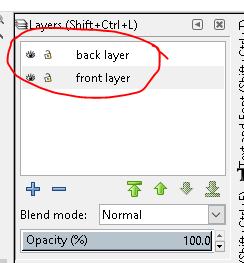 Layers (Shift+Ctrl+L)
back layer
front layer
Blend mode: Normal
Opacity (%) 100.0